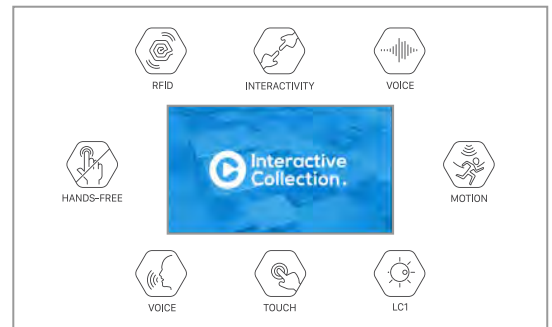 RFID
INTERACTIVITY
VOICE
Interactive
Collection.
HANDS-FREE
MOTION
VOICE
TOUCH
LC1